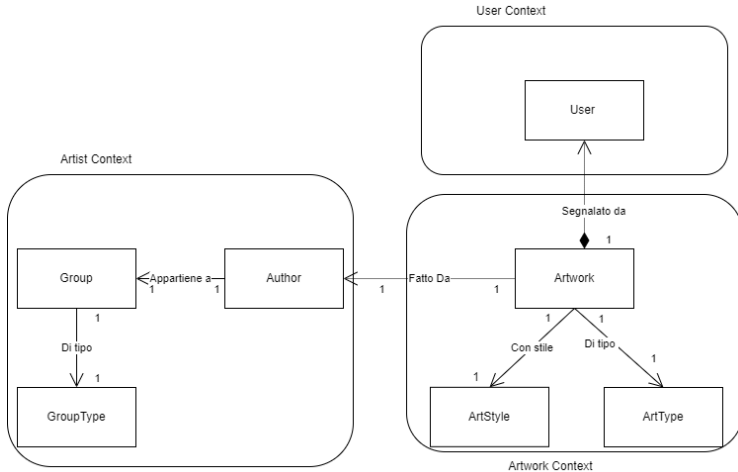 User Context
User
Artist Context
Segnalato da
1
Group
Appartiene a
1
1
Author
Fatto Da
1
1
Artwork
1
1
1
Di tipo
Con stile
Di tipo
1
1
1
GroupType
ArtStyle
ArtType
Artwork Context